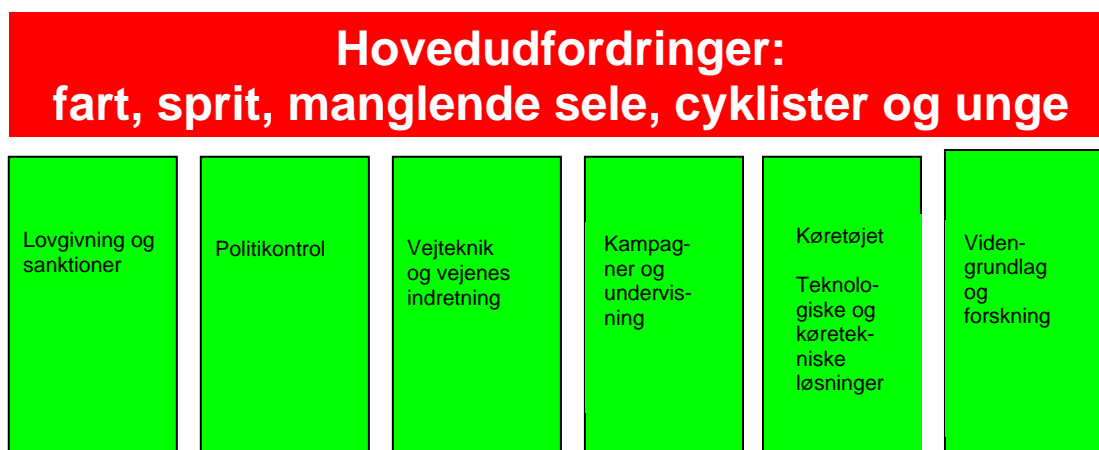 Hovedudfordringer:
fart, sprit, manglende sele, cyklister og unge
Lovgivning og
sanktioner
Politikontrol
Vejteknik
og vejenes
indretning
Kampag-
ner og
undervis-
ning
Køretøjet
Teknolo-
giske og
køretek-
niske
løsninger
Viden-
grundlag
og
forskning